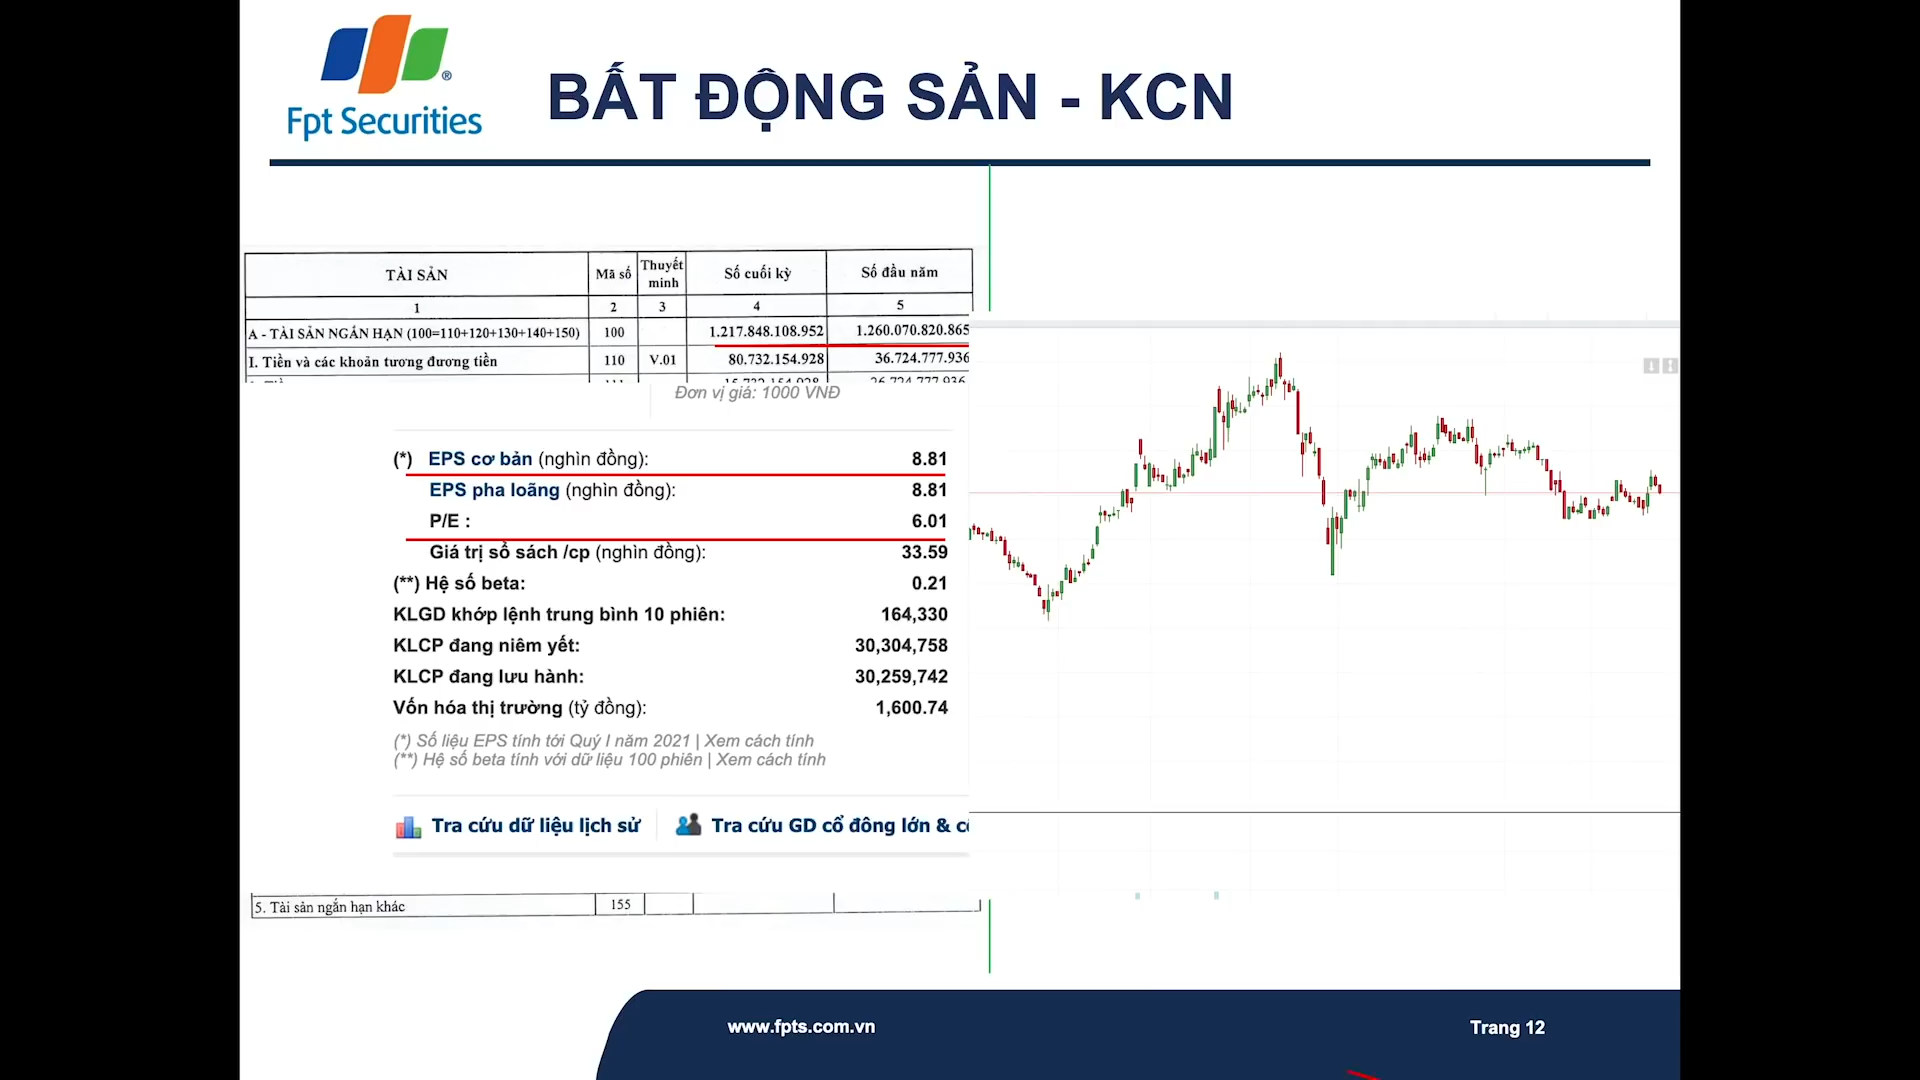 Fpt Securities
BẤT ĐỘNG SẢN - KCN
TÀI SẢN Mã số Thuyết minh Số cuối kỳ Số đầu năm
1 2 3 4 5
A - TÀI SẢN NGẮN HẠN (100=110+120+130+140+150) 100 1.217.848.108.952 1.260.070.820.865
I. Tiền và các khoản tương đương tiền 110 V.01 80.732.154.928 36.724.777.936
Đơn vị giá: 1000 VNĐ
(*) EPS cơ bản (nghìn đồng): 8.81
EPS pha loãng (nghìn đồng): 8.81
P/E : 6.01
Giá trị sổ sách /cp (nghìn đồng): 33.59
(**) Hệ số beta: 0.21
KLGD khớp lệnh trung bình 10 phiên: 164,330
KLCP đang niêm yết: 30,304,758
KLCP đang lưu hành: 30,259,742
Vốn hóa thị trường (tỷ đồng): 1,600.74
(*) Số liệu EPS tính tới Quý I năm 2021 | Xem cách tính
(**) Hệ số beta tính với dữ liệu 100 phiên | Xem cách tính
Tra cứu dữ liệu lịch sử Tra cứu GD cổ đông lớn &
5. Tài sản ngắn hạn khác 155
www.fpts.com.vn
Trang 12